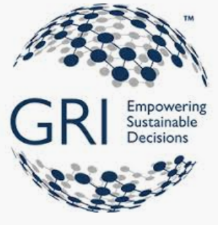 TM
GRI
Empowering
Sustainable
Decisions